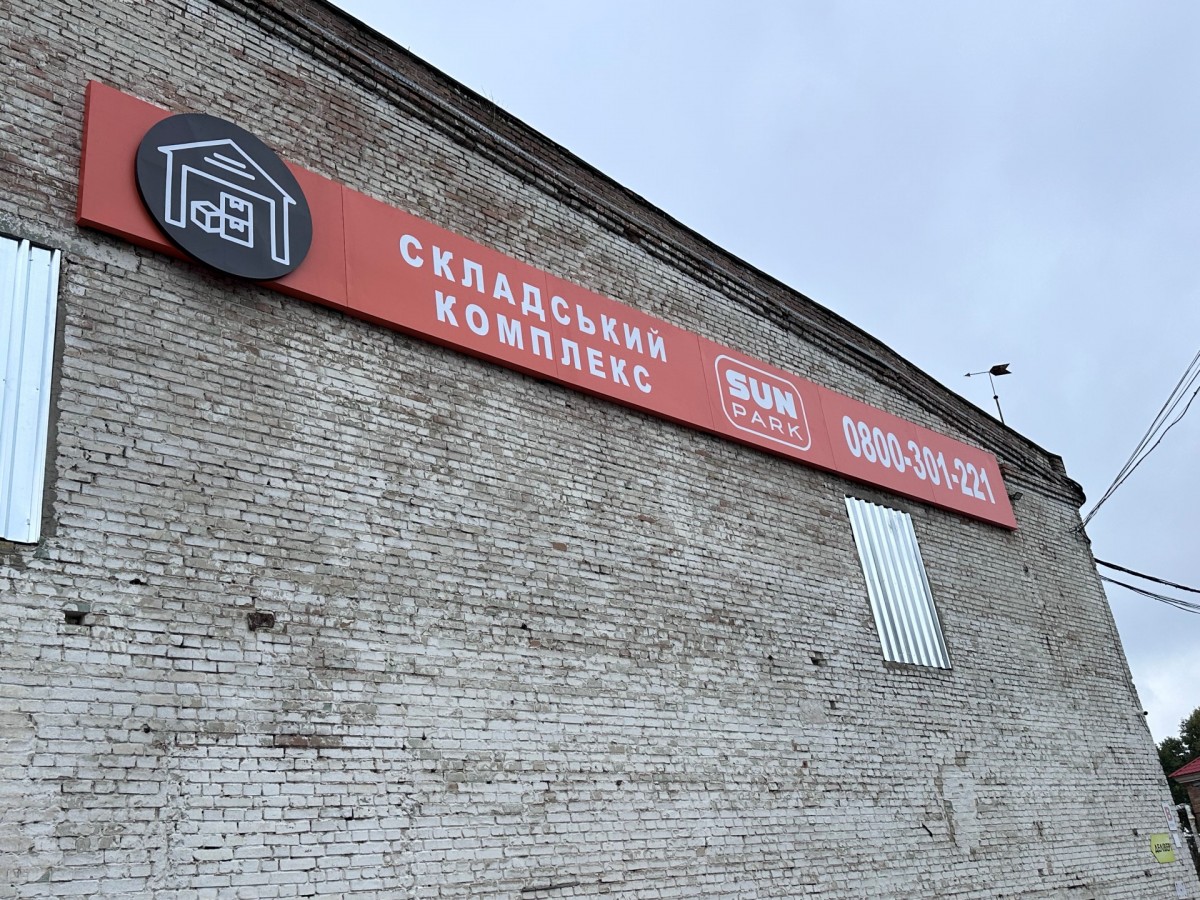 СКЛАДСЬКИЙ
КОМПЛЕКС
SUN
PARK
0800-301-221